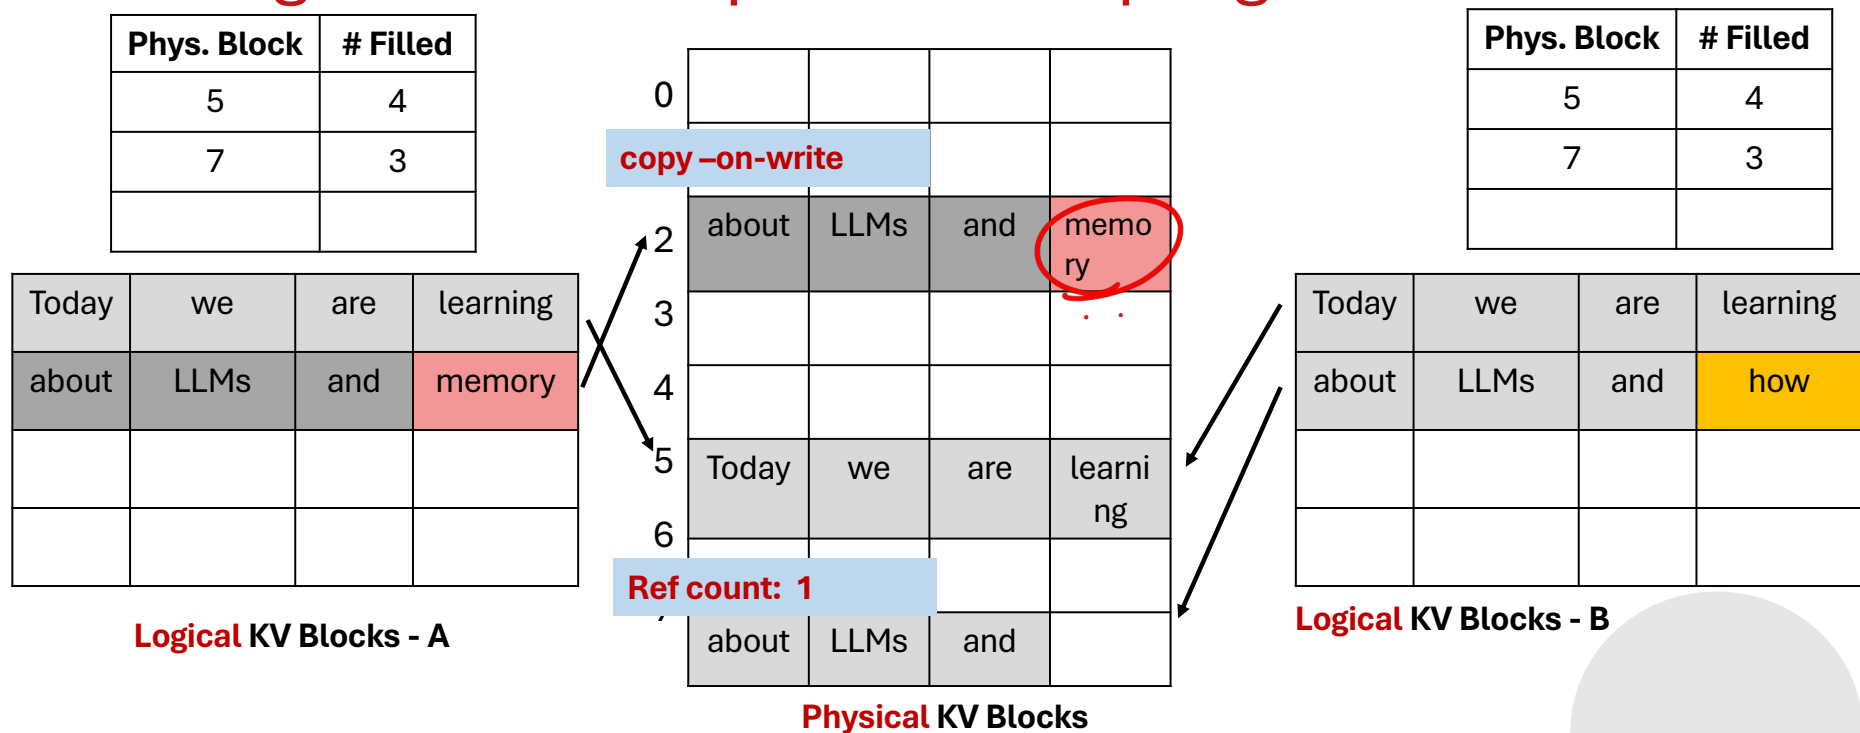 Phys. Block # Filled
5 4
7 3
Phys. Block # Filled
5 4
7 3
0
copy –on-write
2 about LLMs and memo
ry
3
4
5 Today we are learni
ng
6
Ref count: 1
about LLMs and
Physical KV Blocks
Today we are learning
about LLMs and memory
Logical KV Blocks - A
Today we are learning
about LLMs and how
Logical KV Blocks - B